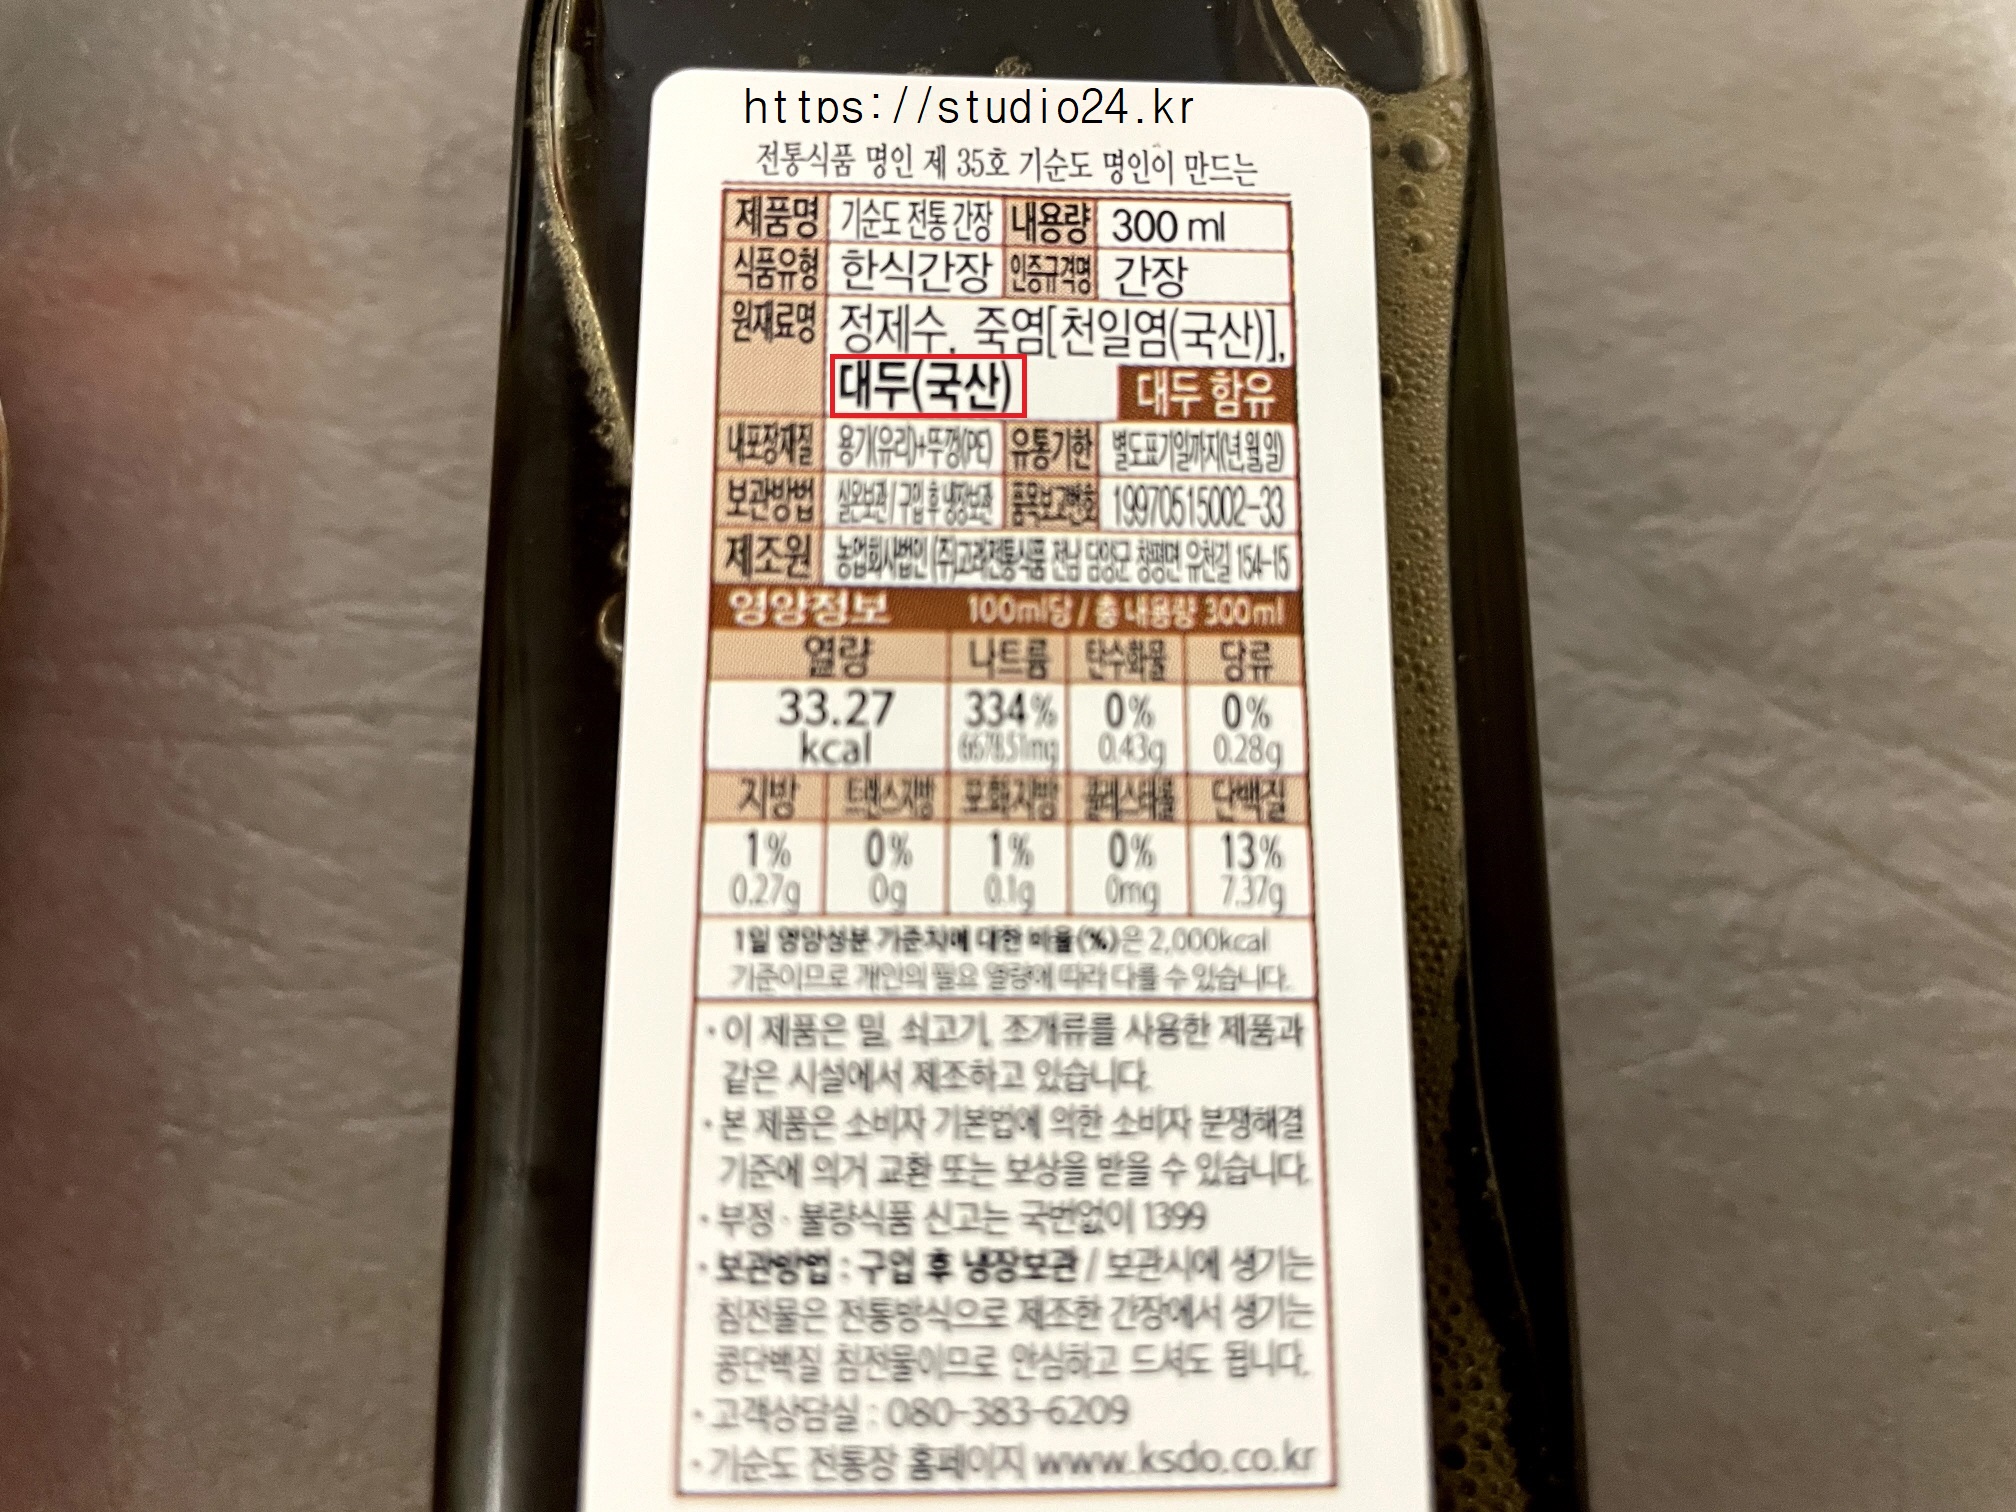 https://studio24.kr
전통식품 명인 제 35호 기순도 명인이 만드는
제품명 기순도 전통 간장 내용량 300 ml
식품유형 한식간장 인증규격명 간장
원재료명 정제수, 죽염[천일염(국산)],
대두(국산) 대두 함유
내포장재질 용기(유리)+뚜껑(PE) 유통기한 별도표기일까지(년,월,일)
보관방법 실온보관/구입 후 냉장보관 품목보고번호 19970515002-33
제조원 농업회사법인 (주)고려전통식품 전남 담양군 창평면 유천길 154-15
영양정보 100ml당 / 총 내용량 300ml
열량 나트륨 탄수화물 당류
33.27 334% 0% 0%
kcal 6678.51mg 0.43g 0.28g
지방 트랜스지방 포화지방 콜레스테롤 단백질
1% 0% 1% 0% 13%
0.27g 0g 0.1g 0mg 7.37g
1일 영양성분 기준치에 대한 비율(%)은 2,000kcal
기준이므로 개인의 필요 열량에 따라 다를 수 있습니다.
· 이 제품은 밀, 쇠고기, 조개류를 사용한 제품과
같은 시설에서 제조하고 있습니다.
· 본 제품은 소비자 기본법에 의한 소비자 분쟁해결
기준에 의거 교환 또는 보상을 받을 수 있습니다.
· 부정 · 불량식품 신고는 국번없이 1399
· 보관방법 : 구입 후 냉장보관 / 보관시에 생기는
침전물은 전통방식으로 제조한 간장에서 생기는
콩단백질 침전물이므로 안심하고 드셔도 됩니다.
· 고객상담실 : 080-383-6209
· 기순도 전통장 홈페이지 www.ksdo.co.kr